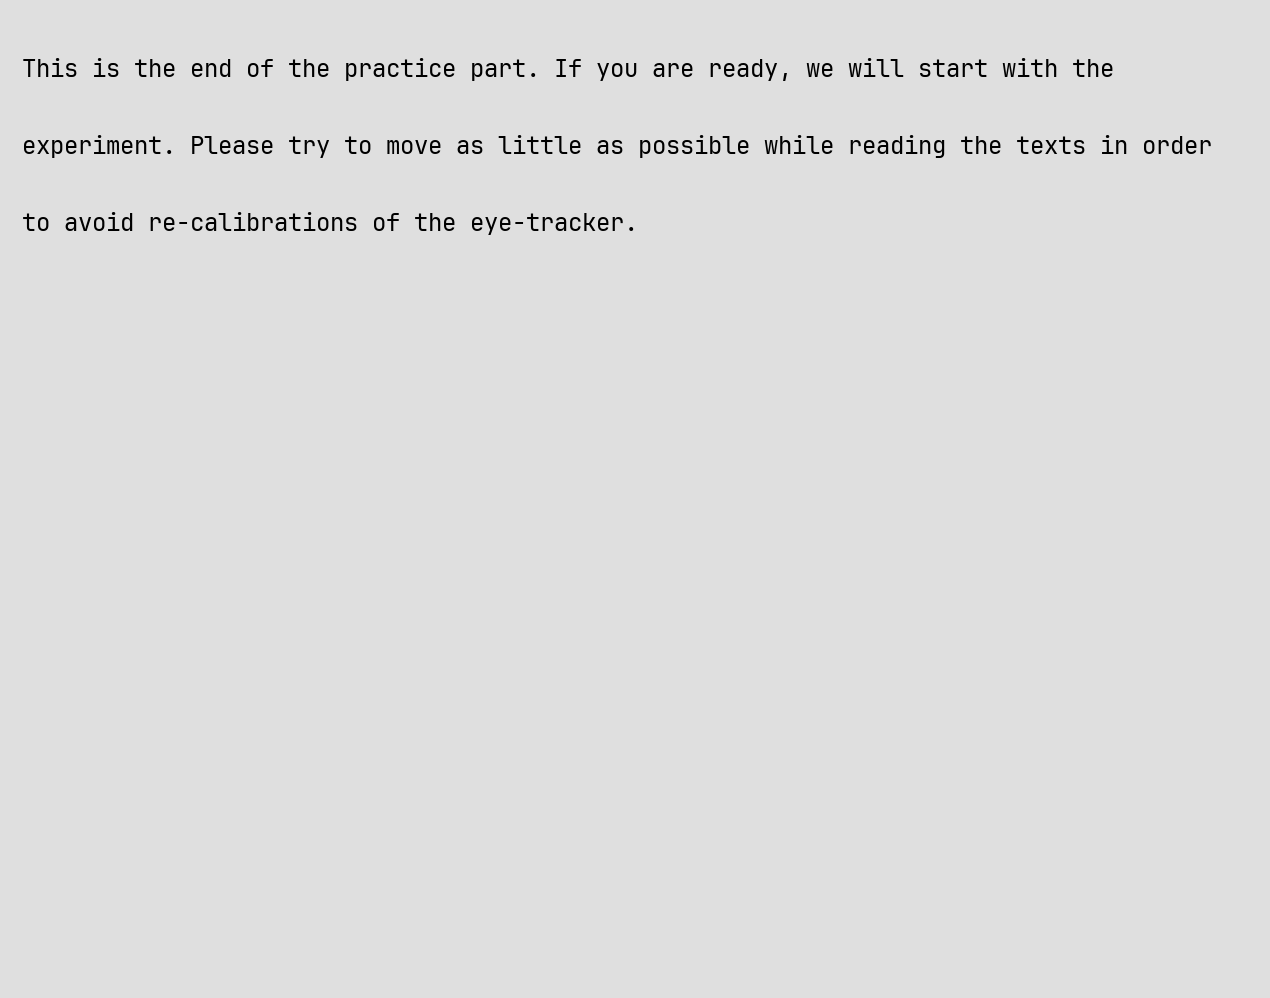 This is the end of the practice part. If you are ready, we will start with the
experiment. Please try to move as little as possible while reading the texts in order
to avoid re-calibrations of the eye-tracker.